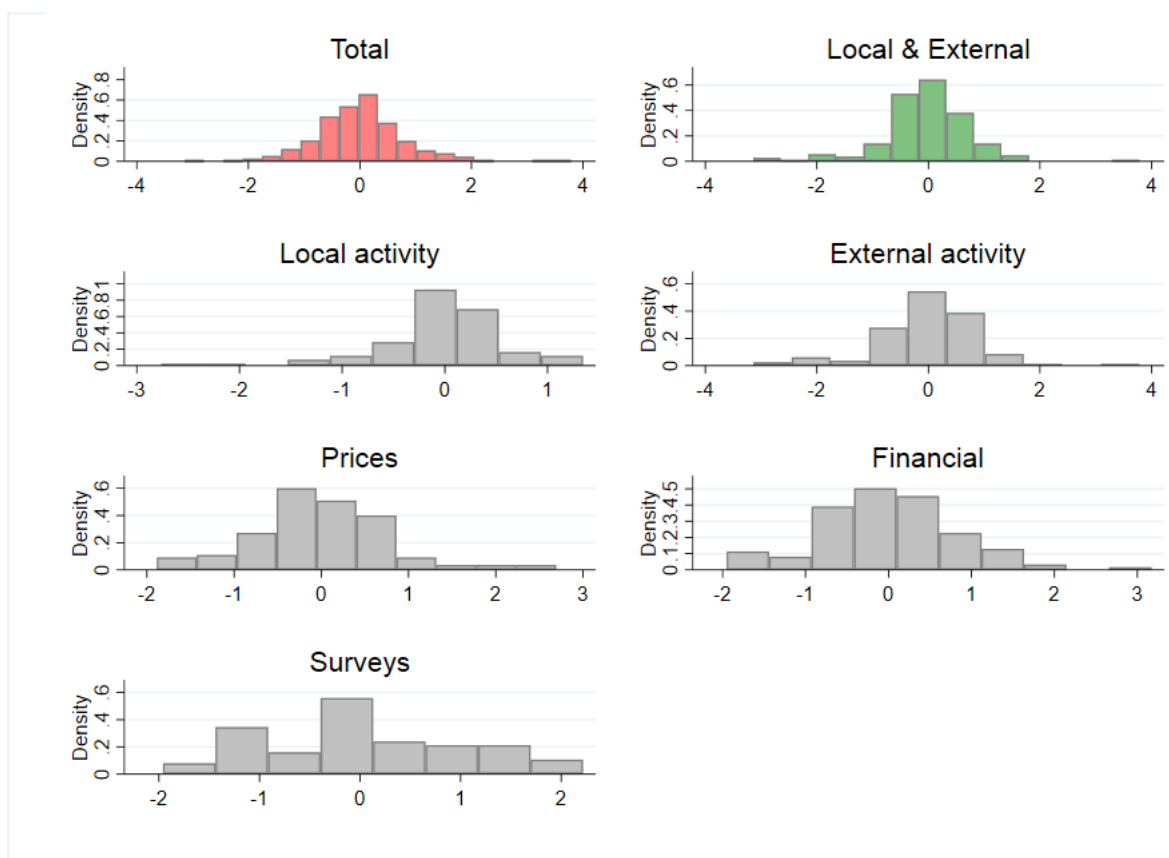 Total
Density
0 .2 .4 .6 .8
-4 -2 0 2 4
Local & External
Density
0 .2 .4 .6
-4 -2 0 2 4
Local activity
Density
0 .2 .4 .6 .8 1
-3 -2 -1 0 1
External activity
Density
0 .2 .4 .6
-4 -2 0 2 4
Prices
Density
0 .2 .4 .6
-2 -1 0 1 2 3
Financial
Density
0 .1 .2 .3 .4 .5
-2 -1 0 1 2 3
Surveys
Density
0 .2 .4 .6
-2 -1 0 1 2